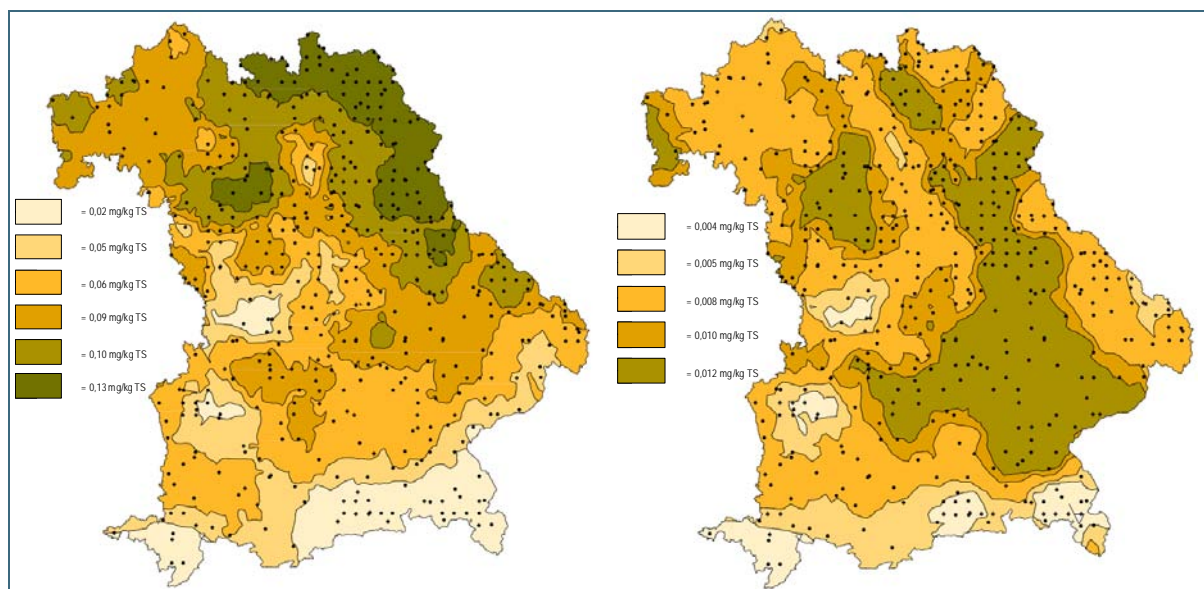 = 0,02 mg/kg TS
= 0,05 mg/kg TS
= 0,06 mg/kg TS
= 0,09 mg/kg TS
= 0,10 mg/kg TS
= 0,13 mg/kg TS
= 0,004 mg/kg TS
= 0,005 mg/kg TS
= 0,008 mg/kg TS
= 0,010 mg/kg TS
= 0,012 mg/kg TS